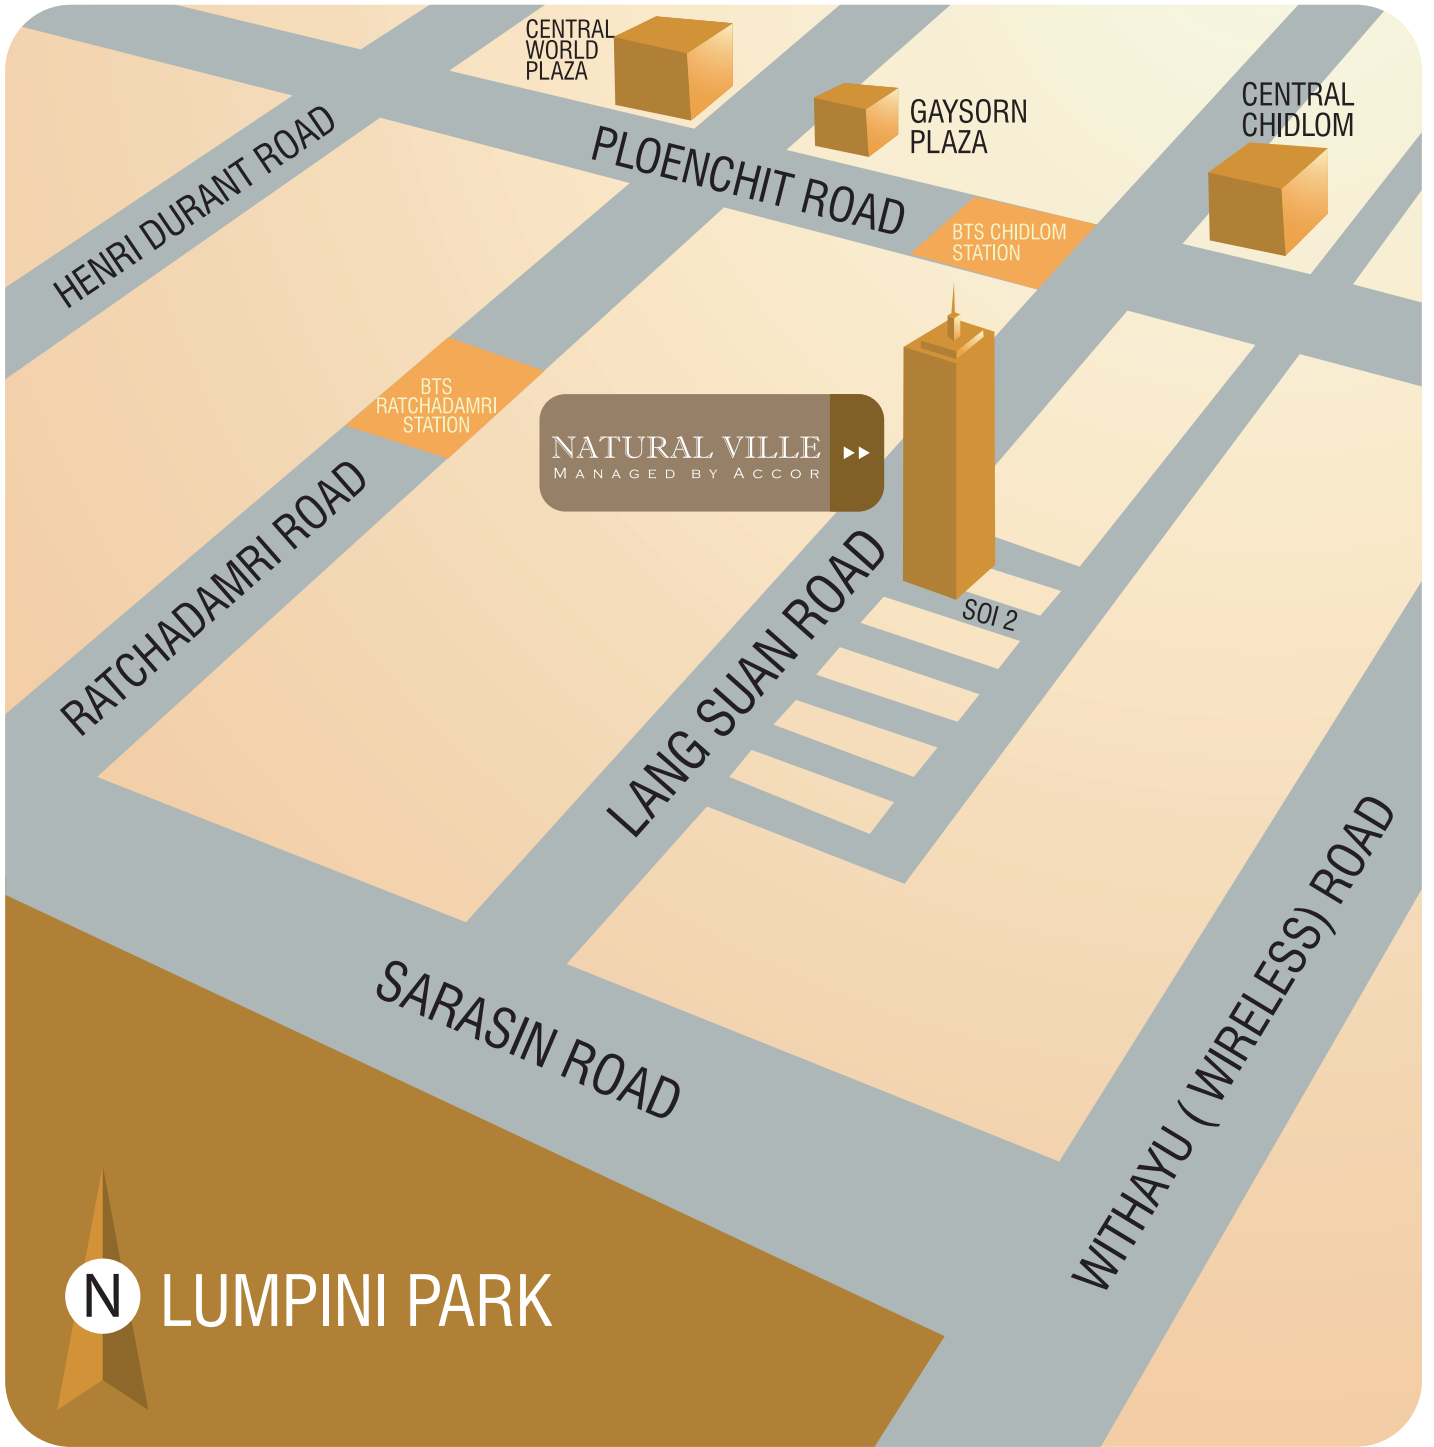 CENTRAL
WORLD
PLAZA
GAYSORN
PLAZA
CENTRAL
CHIDLOM
HENRI DURANT ROAD
PLOENCHIT ROAD
BTS CHIDLOM
STATION
BTS
RATCHADAMRI
STATION
NATURAL VILLE
MANAGED BY ACCOR
RATCHADAMRI ROAD
LANG SUAN ROAD
SOI 2
SARASIN ROAD
WITHAYU ( WIRELESS) ROAD
N
LUMPINI PARK